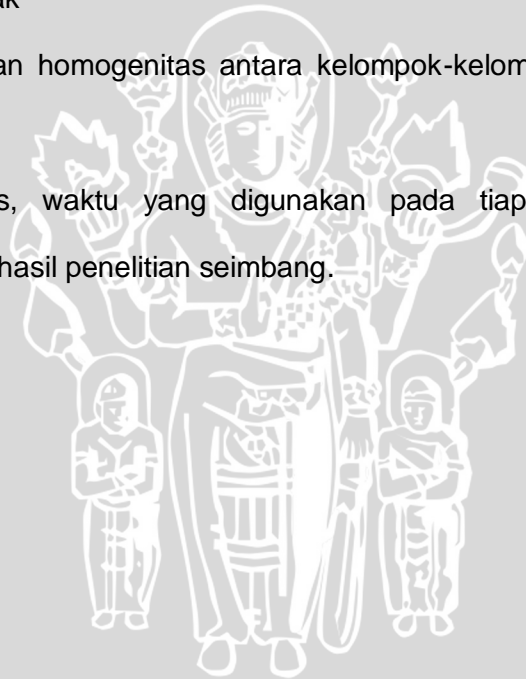 an homogenitas antara kelompok-kelom
s, waktu yang digunakan pada tiap
hasil penelitian seimbang.